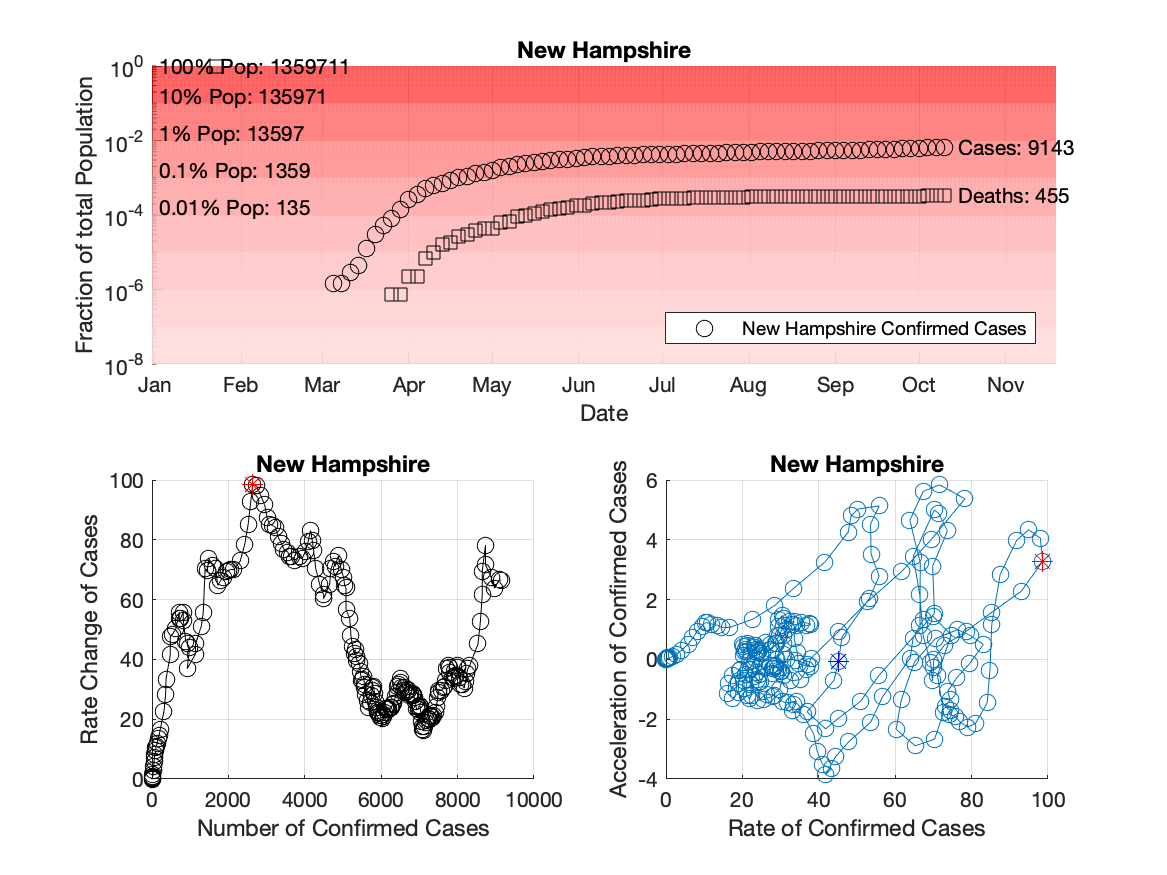 New Hampshire
Fraction of total Population
10^0
10^-2
10^-4
10^-6
10^-8
100% Pop: 1359711
10% Pop: 135971
1% Pop: 13597
0.1% Pop: 1359
0.01% Pop: 135
Cases: 9143
Deaths: 455
New Hampshire Confirmed Cases
Jan Feb Mar Apr May Jun Jul Aug Sep Oct Nov
Date
New Hampshire
Rate Change of Cases
100
80
60
40
20
0
0 2000 4000 6000 8000 10000
Number of Confirmed Cases
New Hampshire
Acceleration of Confirmed Cases
6
4
2
0
-2
-4
0 20 40 60 80 100
Rate of Confirmed Cases